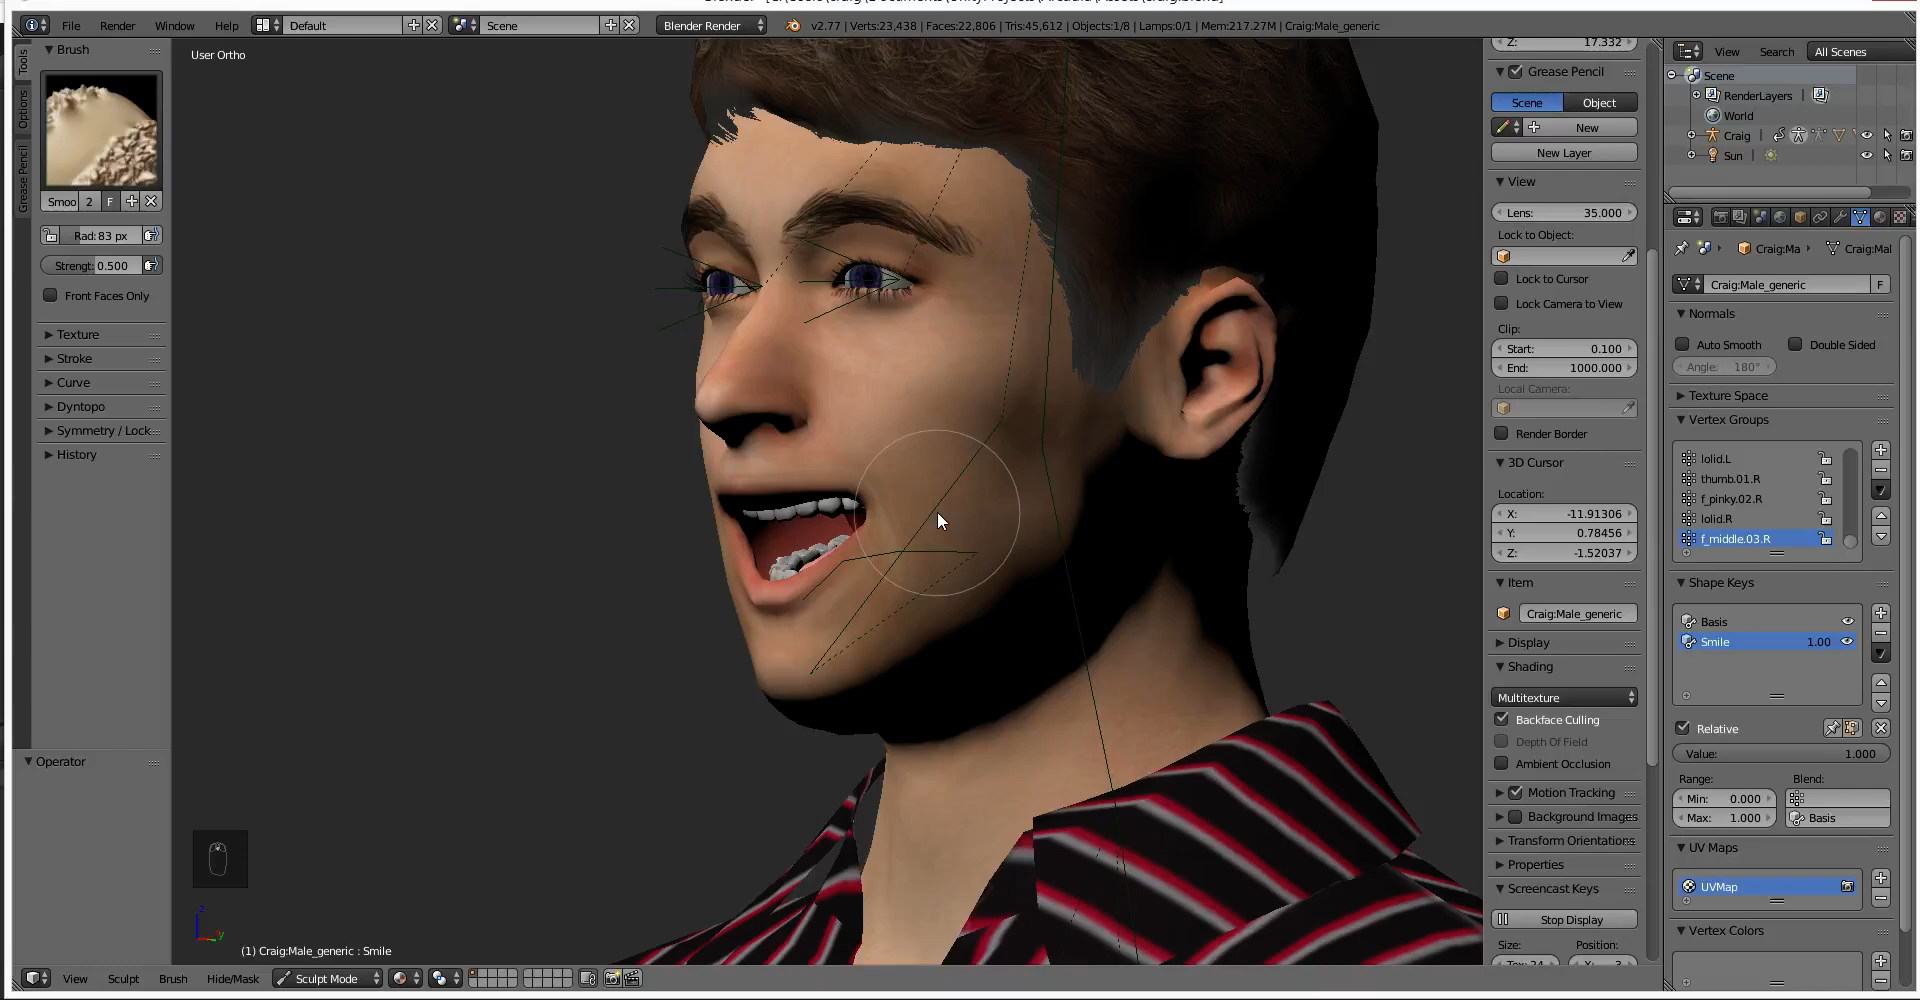 File Render Window Help Default Scene Blender Render v2.77 | Verts:23,438 | Faces:22,806 | Tris:45,612 | Objects:1/8 | Lamps:0/1 | Mem:217.27M | Craig:Male_generic
Tools
Options
Grease Pencil
Brush
Smoo 2 F
Rad: 83 px
Strengt: 0.500
Front Faces Only
Texture
Stroke
Curve
Dyntopo
Symmetry / Lock
History
Operator
User Ortho
(1) Craig:Male_generic : Smile
View Sculpt Brush Hide/Mask Sculpt Mode
Z: 17.332
Grease Pencil
Scene Object
New
New Layer
View
Lens: 35.000
Lock to Object:
Lock to Cursor
Lock Camera to View
Clip:
Start: 0.100
End: 1000.000
Local Camera:
Render Border
3D Cursor
Location:
X: -11.91306
Y: 0.78456
Z: -1.52037
Item
Craig:Male_generic
Display
Shading
Multitexture
Backface Culling
Depth Of Field
Ambient Occlusion
Motion Tracking
Background Images
Transform Orientations
Properties
Screencast Keys
Stop Display
Size: Position:
View Search All Scenes
Scene
RenderLayers
World
Craig
Sun
Craig:Ma Craig:Mal
Craig:Male_generic F
Normals
Auto Smooth Double Sided
Angle: 180°
Texture Space
Vertex Groups
lolid.L
thumb.01.R
f_pinky.02.R
lolid.R
f_middle.03.R
Shape Keys
Basis
Smile 1.00
Relative
Value: 1.000
Range: Blend:
Min: 0.000
Max: 1.000 Basis
UV Maps
UVMap
Vertex Colors